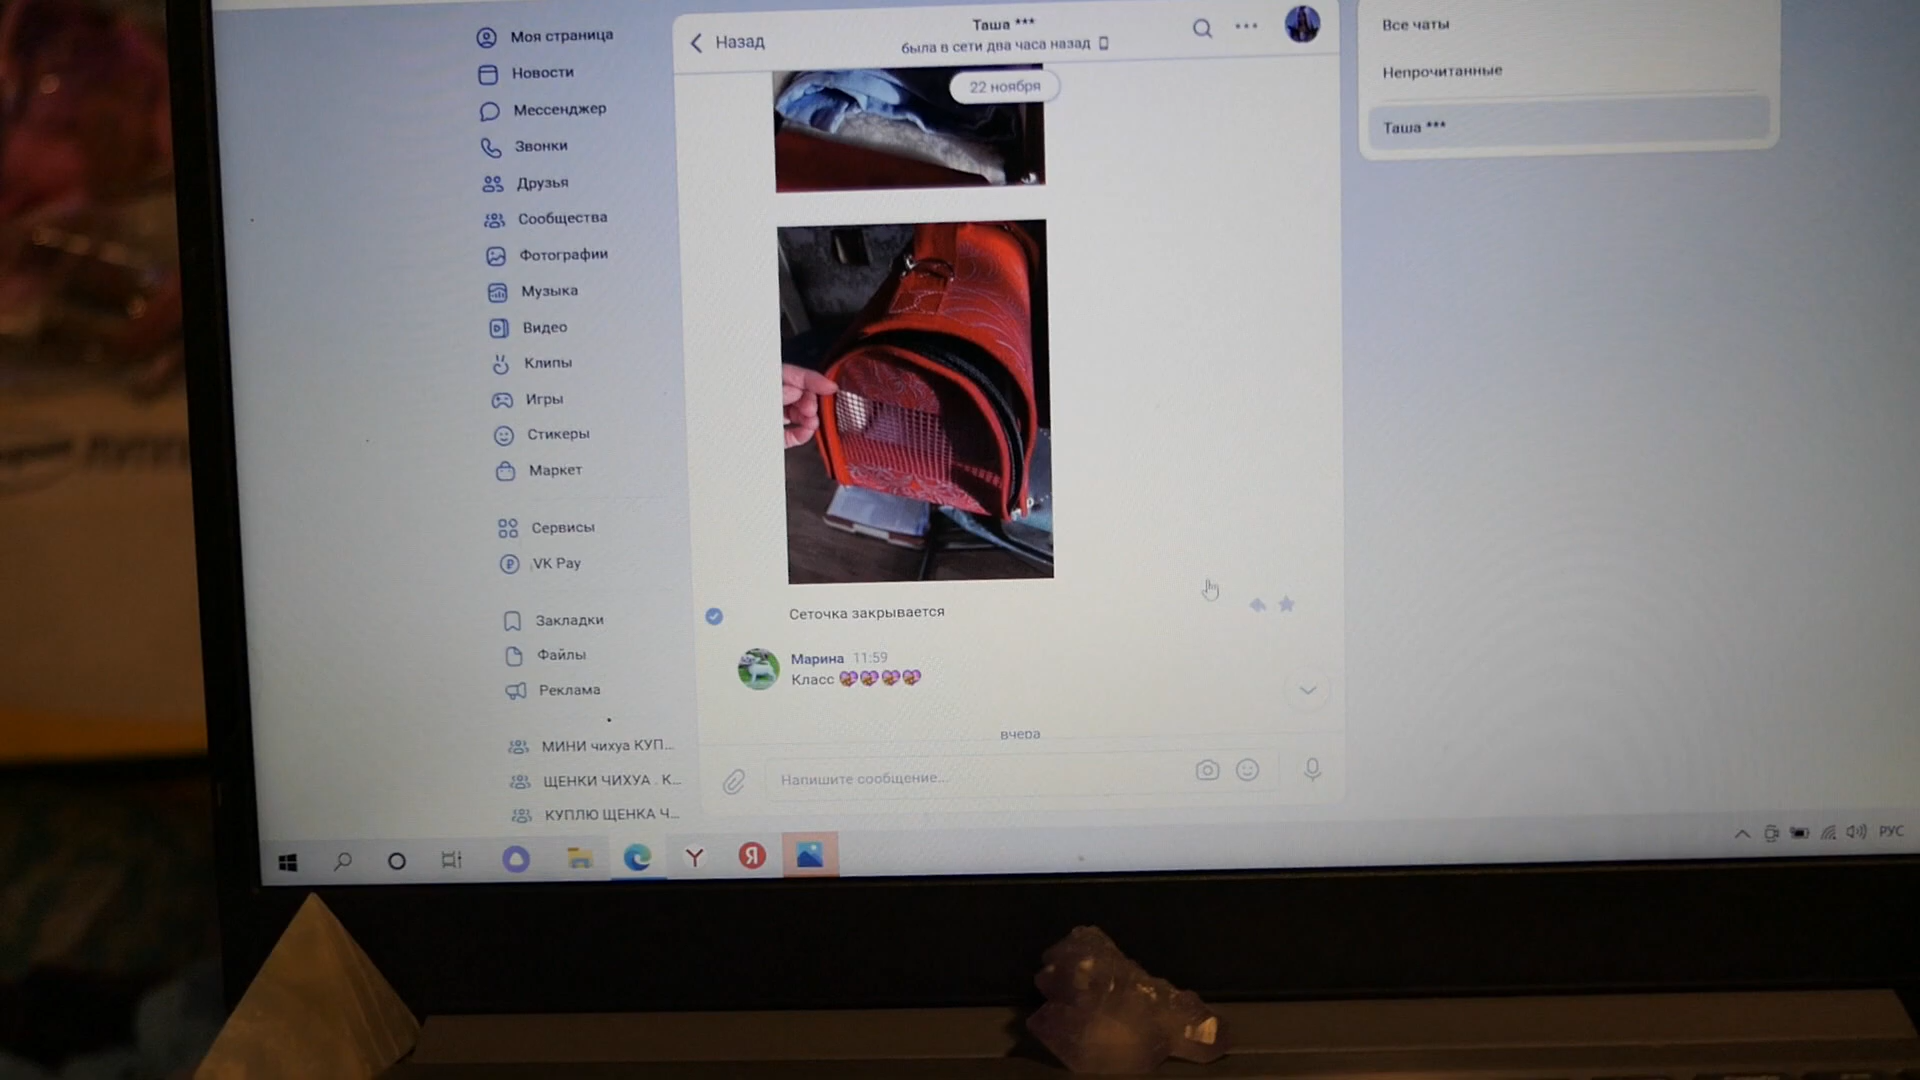 Моя страница
Новости
Мессенджер
Звонки
Друзья
Сообщества
Фотографии
Музыка
Видео
Клипы
Игры
Стикеры
Маркет
Сервисы
VK Pay
Закладки
Файлы
Реклама
МИНИ чихуа КУП...
ЩЕНКИ ЧИХУА . К...
КУПЛЮ ЩЕНКА Ч...
Назад
Таша ***
была в сети два часа назад
22 ноября
Сеточка закрывается
Марина 11:59
Класс 💝💝💝💝
вчера
Напишите сообщение...
Все чаты
Непрочитанные
Таша ***
РУС